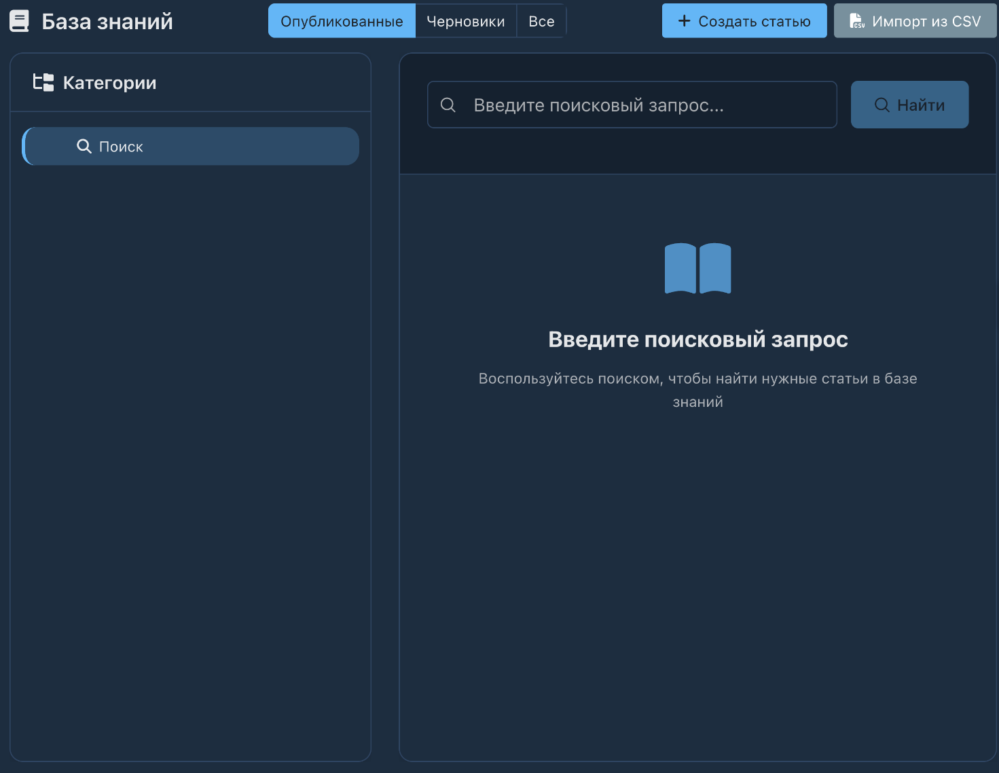 База знаний
Опубликованные
Черновики
Все
Создать статью
CSV
Импорт из CSV
Категории
Поиск
Введите поисковый запрос...
Найти
Введите поисковый запрос
Воспользуйтесь поиском, чтобы найти нужные статьи в базе
знаний